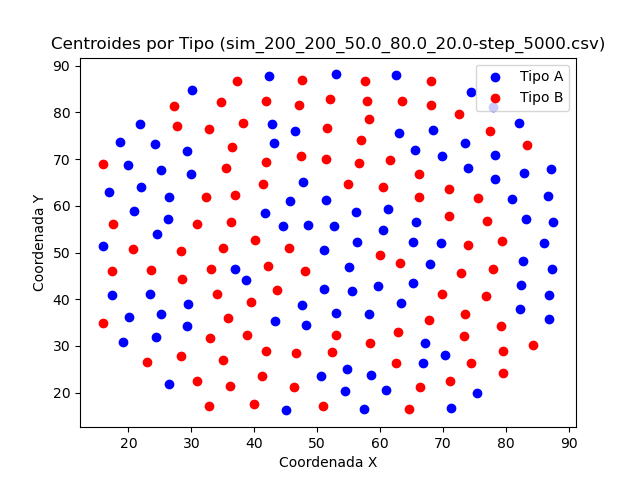 Centroides por Tipo (sim_200_200_50.0_80.0_20.0-step_5000.csv)
90
80
70
60
50
40
30
20
Coordenada Y
Tipo A
Tipo B
20 30 40 50 60 70 80 90
Coordenada X